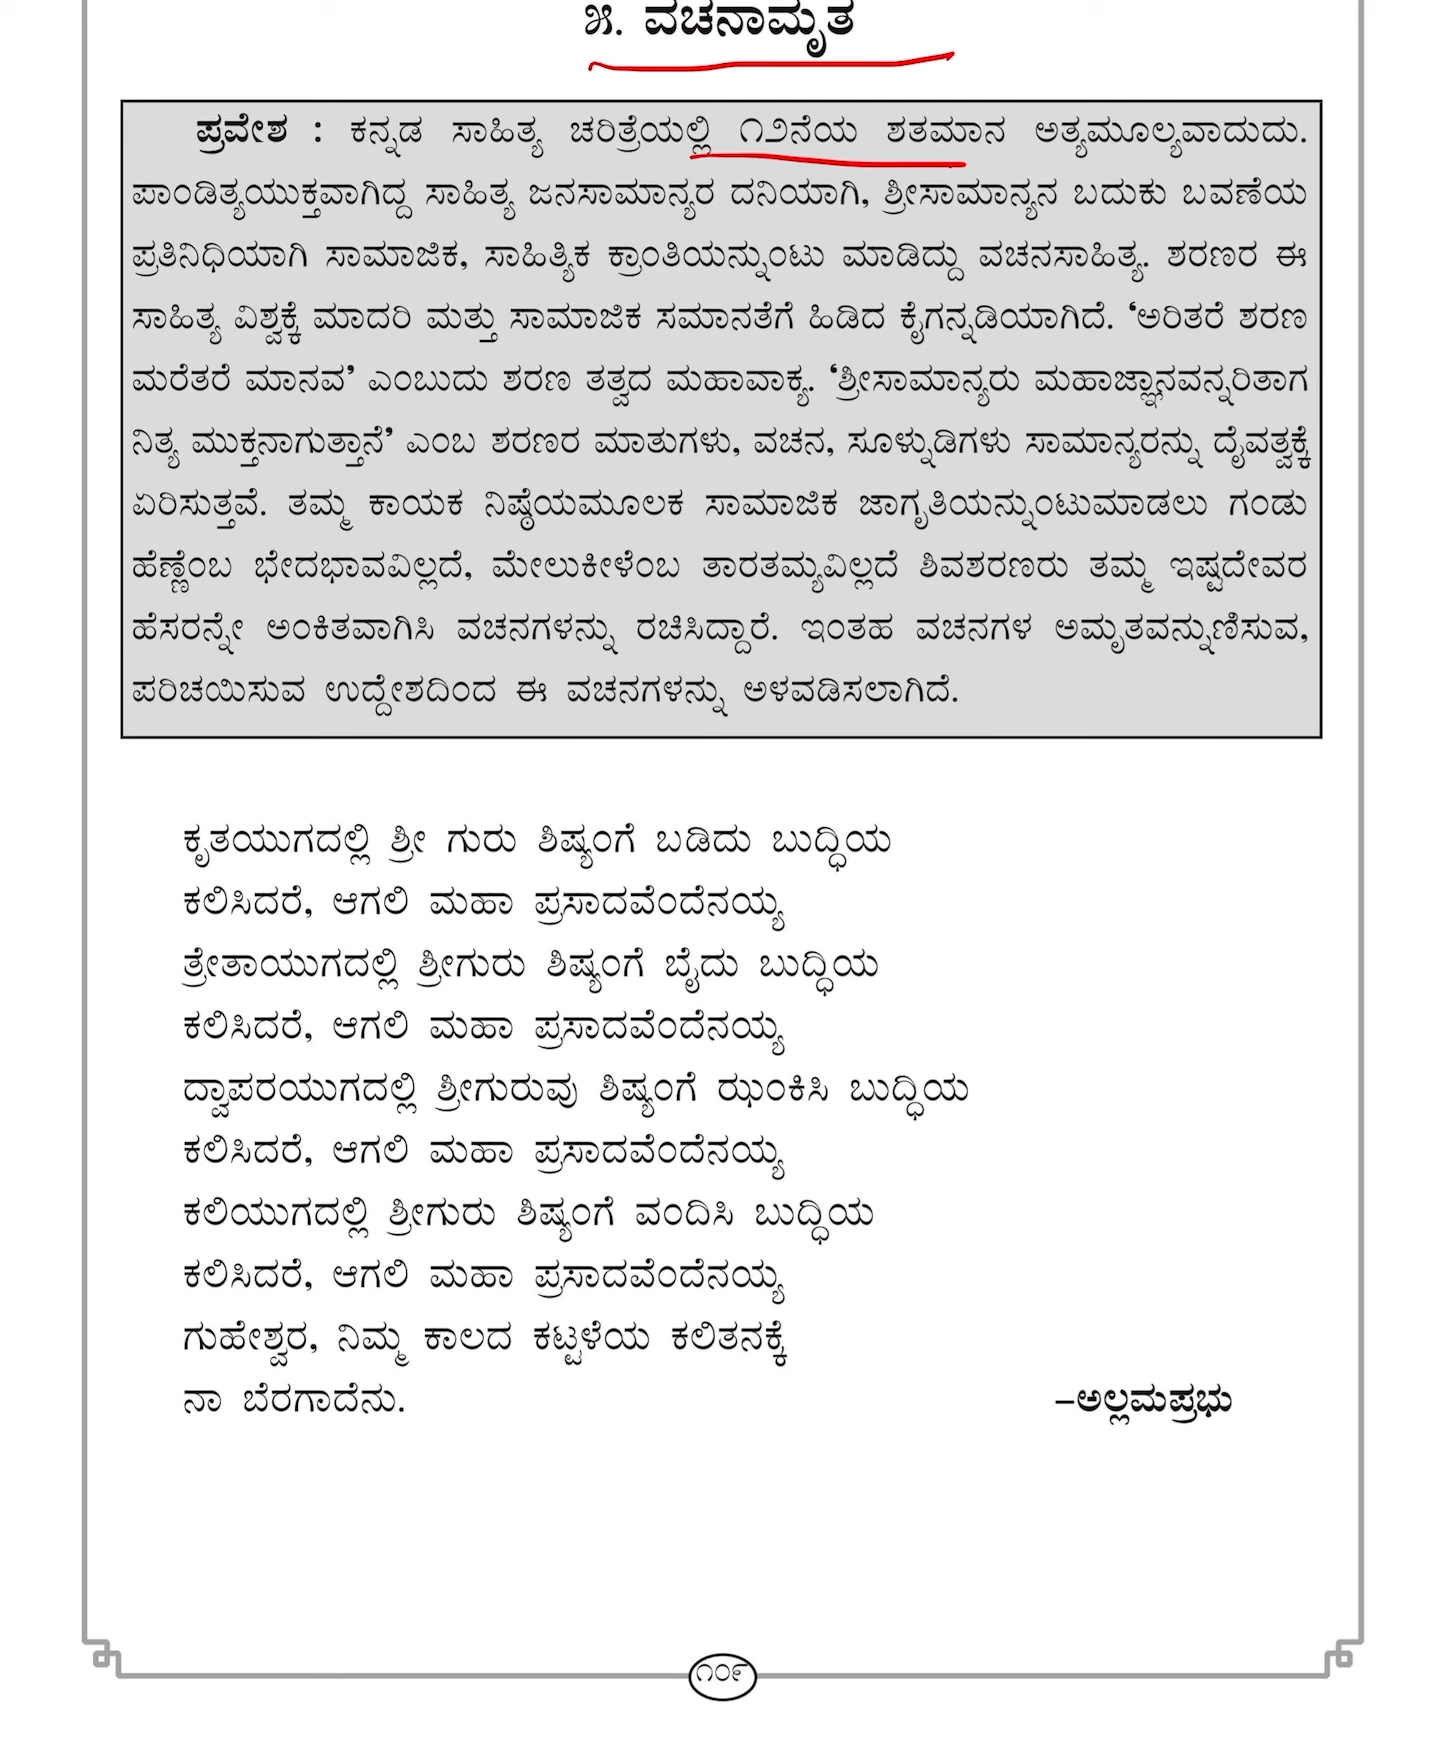 ೫. ವಚನಾಮೃತ
ಪ್ರವೇಶ : ಕನ್ನಡ ಸಾಹಿತ್ಯ ಚರಿತ್ರೆಯಲ್ಲಿ ೧೨ನೆಯ ಶತಮಾನ ಅತ್ಯಮೂಲ್ಯವಾದುದು.
ಪಾಂಡಿತ್ಯಯುಕ್ತವಾಗಿದ್ದ ಸಾಹಿತ್ಯ ಜನಸಾಮಾನ್ಯರ ದನಿಯಾಗಿ, ಶ್ರೀಸಾಮಾನ್ಯನ ಬದುಕು ಬವಣೆಯ
ಪ್ರತಿನಿಧಿಯಾಗಿ ಸಾಮಾಜಿಕ, ಸಾಹಿತ್ಯಿಕ ಕ್ರಾಂತಿಯನ್ನುಂಟು ಮಾಡಿದ್ದು ವಚನಸಾಹಿತ್ಯ. ಶರಣರ ಈ
ಸಾಹಿತ್ಯ ವಿಶ್ವಕ್ಕೆ ಮಾದರಿ ಮತ್ತು ಸಾಮಾಜಿಕ ಸಮಾನತೆಗೆ ಹಿಡಿದ ಕೈಗನ್ನಡಿಯಾಗಿದೆ. ‘ಅರಿತರೆ ಶರಣ
ಮರೆತರೆ ಮಾನವ’ ಎಂಬುದು ಶರಣ ತತ್ವದ ಮಹಾವಾಕ್ಯ. ‘ಶ್ರೀಸಾಮಾನ್ಯರು ಮಹಾಜ್ಞಾನವನ್ನರಿತಾಗ
ನಿತ್ಯ ಮುಕ್ತನಾಗುತ್ತಾನೆ’ ಎಂಬ ಶರಣರ ಮಾತುಗಳು, ವಚನ, ಸೂಳ್ನುಡಿಗಳು ಸಾಮಾನ್ಯರನ್ನು ದೈವತ್ವಕ್ಕೆ
ಏರಿಸುತ್ತವೆ. ತಮ್ಮ ಕಾಯಕ ನಿಷ್ಠೆಯಮೂಲಕ ಸಾಮಾಜಿಕ ಜಾಗೃತಿಯನ್ನುಂಟುಮಾಡಲು ಗಂಡು
ಹೆಣ್ಣೆಂಬ ಭೇದಭಾವವಿಲ್ಲದೆ, ಮೇಲುಕೀಳೆಂಬ ತಾರತಮ್ಯವಿಲ್ಲದೆ ಶಿವಶರಣರು ತಮ್ಮ ಇಷ್ಟದೇವರ
ಹೆಸರನ್ನೇ ಅಂಕಿತವಾಗಿಸಿ ವಚನಗಳನ್ನು ರಚಿಸಿದ್ದಾರೆ. ಇಂತಹ ವಚನಗಳ ಅಮೃತವನ್ನುಣಿಸುವ,
ಪರಿಚಯಿಸುವ ಉದ್ದೇಶದಿಂದ ಈ ವಚನಗಳನ್ನು ಅಳವಡಿಸಲಾಗಿದೆ.
ಕೃತಯುಗದಲ್ಲಿ ಶ್ರೀ ಗುರು ಶಿಷ್ಯಂಗೆ ಬಡಿದು ಬುದ್ಧಿಯ
ಕಲಿಸಿದರೆ, ಆಗಲಿ ಮಹಾ ಪ್ರಸಾದವೆಂದೆನಯ್ಯ
ತ್ರೇತಾಯುಗದಲ್ಲಿ ಶ್ರೀಗುರು ಶಿಷ್ಯಂಗೆ ಬೈದು ಬುದ್ಧಿಯ
ಕಲಿಸಿದರೆ, ಆಗಲಿ ಮಹಾ ಪ್ರಸಾದವೆಂದೆನಯ್ಯ
ದ್ವಾಪರಯುಗದಲ್ಲಿ ಶ್ರೀಗುರುವು ಶಿಷ್ಯಂಗೆ ಝಂಕಿಸಿ ಬುದ್ಧಿಯ
ಕಲಿಸಿದರೆ, ಆಗಲಿ ಮಹಾ ಪ್ರಸಾದವೆಂದೆನಯ್ಯ
ಕಲಿಯುಗದಲ್ಲಿ ಶ್ರೀಗುರು ಶಿಷ್ಯಂಗೆ ವಂದಿಸಿ ಬುದ್ಧಿಯ
ಕಲಿಸಿದರೆ, ಆಗಲಿ ಮಹಾ ಪ್ರಸಾದವೆಂದೆನಯ್ಯ
ಗುಹೇಶ್ವರ, ನಿಮ್ಮ ಕಾಲದ ಕಟ್ಟಳೆಯ ಕಲಿತನಕ್ಕೆ
ನಾ ಬೆರಗಾದೆನು. –ಅಲ್ಲಮಪ್ರಭು
೧೦೯